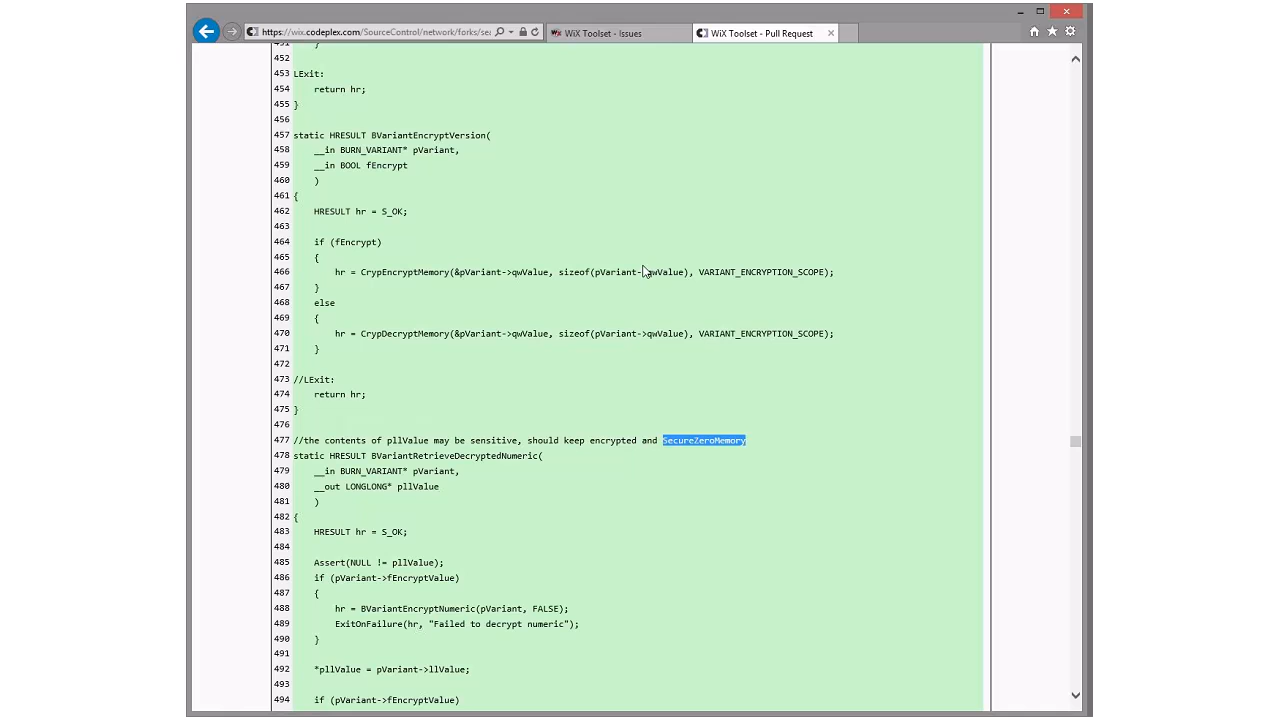 https://wix.codeplex.com/SourceControl/network/forks/se
WiX Toolset - Issues
WiX Toolset - Pull Request
451 }
452
453 LExit:
454 return hr;
455 }
456
457 static HRESULT BVariantEncryptVersion(
458 __in BURN_VARIANT* pVariant,
459 __in BOOL fEncrypt
460 )
461 {
462 HRESULT hr = S_OK;
463
464 if (fEncrypt)
465 {
466 hr = CrypEncryptMemory(&pVariant->qwValue, sizeof(pVariant->qwValue), VARIANT_ENCRYPTION_SCOPE);
467 }
468 else
469 {
470 hr = CrypDecryptMemory(&pVariant->qwValue, sizeof(pVariant->qwValue), VARIANT_ENCRYPTION_SCOPE);
471 }
472
473 //LExit:
474 return hr;
475 }
476
477 //the contents of pllValue may be sensitive, should keep encrypted and SecureZeroMemory
478 static HRESULT BVariantRetrieveDecryptedNumeric(
479 __in BURN_VARIANT* pVariant,
480 __out LONGLONG* pllValue
481 )
482 {
483 HRESULT hr = S_OK;
484
485 Assert(NULL != pllValue);
486 if (pVariant->fEncryptValue)
487 {
488 hr = BVariantEncryptNumeric(pVariant, FALSE);
489 ExitOnFailure(hr, "Failed to decrypt numeric");
490 }
491
492 *pllValue = pVariant->llValue;
493
494 if (pVariant->fEncryptValue)